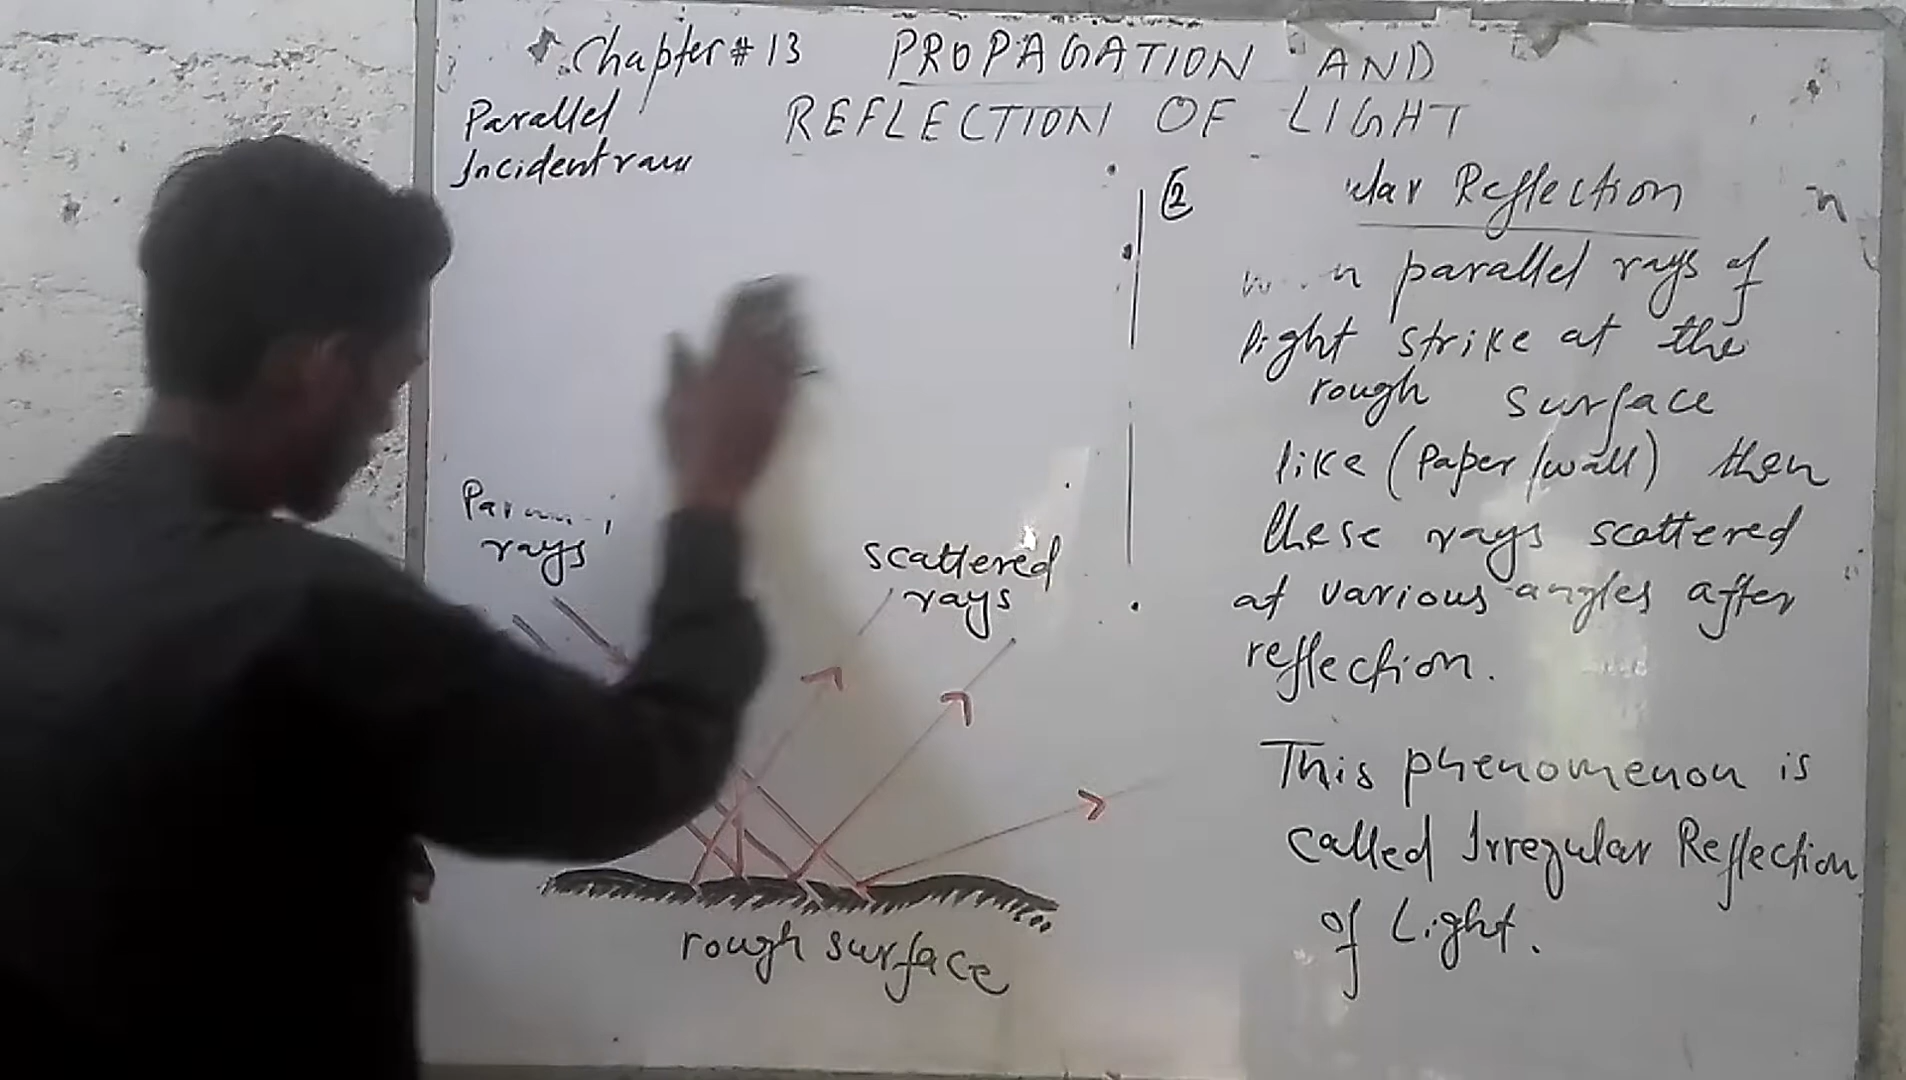 Chapter # 13 PROPAGATION AND
REFLECTION OF LIGHT
Parallel
Incident
rays
scattered
rays
rough surface
2
Reflection
parallel rays of
light strike at the
rough surface
like (Paper/wall) then
these rays scattered
at various angles after
reflection.
This phenomenon is
called Irregular Reflection
of Light.